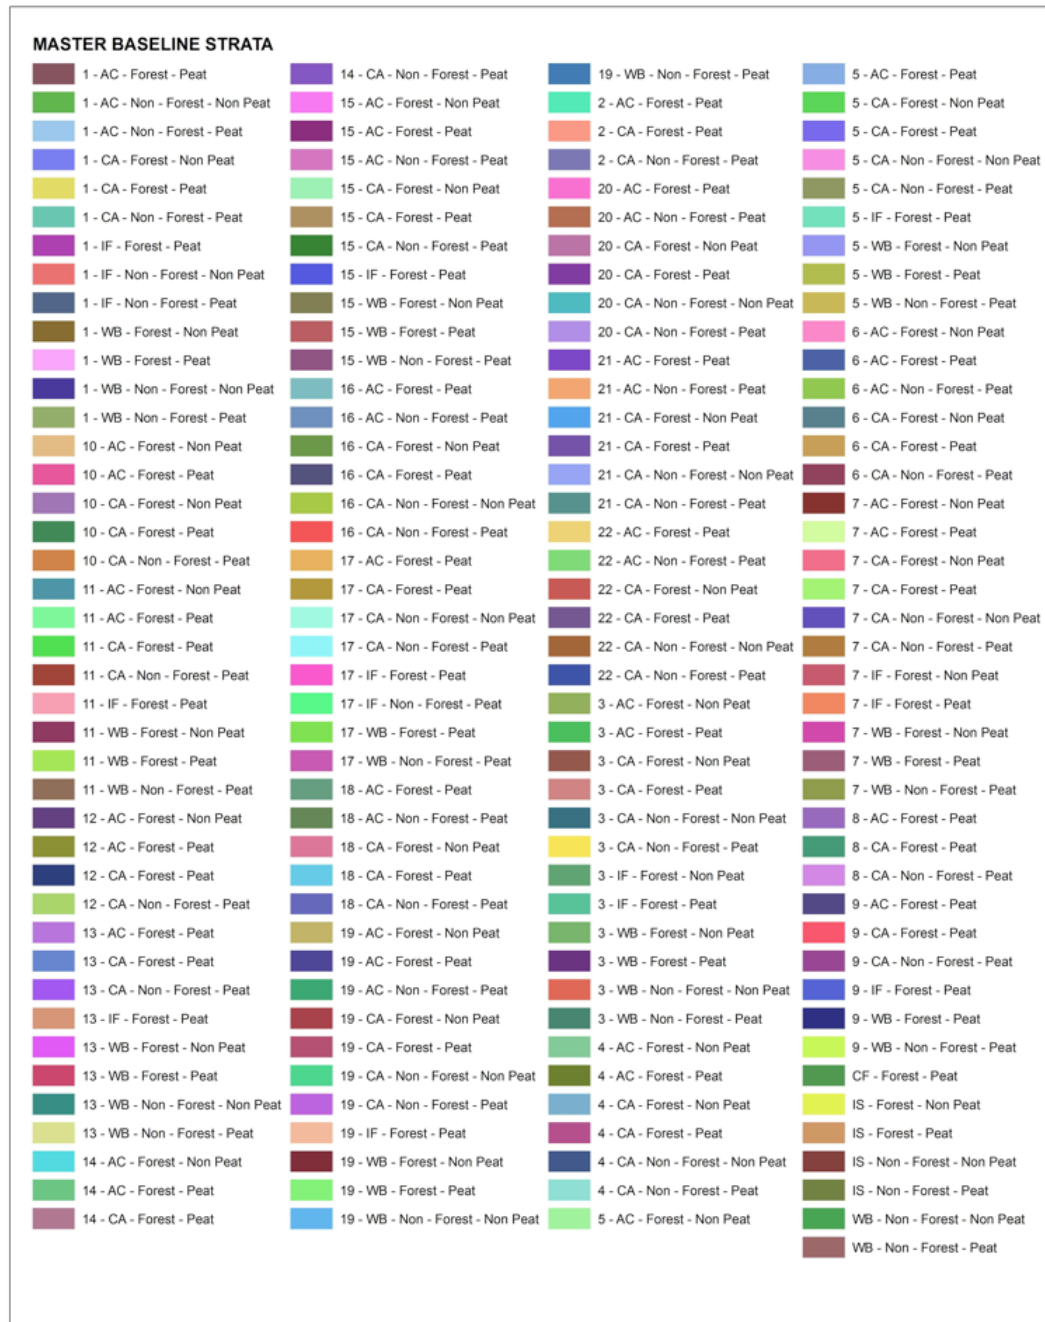 MASTER BASELINE STRATA
1 - AC - Forest - Peat
1 - AC - Non - Forest - Non Peat
1 - AC - Non - Forest - Peat
1 - CA - Forest - Non Peat
1 - CA - Forest - Peat
1 - CA - Non - Forest - Peat
1 - IF - Forest - Peat
1 - IF - Non - Forest - Non Peat
1 - IF - Non - Forest - Peat
1 - WB - Forest - Non Peat
1 - WB - Forest - Peat
1 - WB - Non - Forest - Non Peat
1 - WB - Non - Forest - Peat
10 - AC - Forest - Non Peat
10 - AC - Forest - Peat
10 - CA - Forest - Non Peat
10 - CA - Forest - Peat
10 - CA - Non - Forest - Peat
11 - AC - Forest - Non Peat
11 - AC - Forest - Peat
11 - CA - Forest - Peat
11 - CA - Non - Forest - Peat
11 - IF - Forest - Peat
11 - WB - Forest - Non Peat
11 - WB - Forest - Peat
11 - WB - Non - Forest - Peat
12 - AC - Forest - Non Peat
12 - AC - Forest - Peat
12 - CA - Forest - Peat
12 - CA - Non - Forest - Peat
13 - AC - Forest - Peat
13 - CA - Forest - Peat
13 - CA - Non - Forest - Peat
13 - IF - Forest - Peat
13 - WB - Forest - Non Peat
13 - WB - Forest - Peat
13 - WB - Non - Forest - Non Peat
13 - WB - Non - Forest - Peat
14 - AC - Forest - Non Peat
14 - AC - Forest - Peat
14 - CA - Forest - Peat
14 - CA - Non - Forest - Peat
15 - AC - Forest - Non Peat
15 - AC - Forest - Peat
15 - AC - Non - Forest - Peat
15 - CA - Forest - Non Peat
15 - CA - Forest - Peat
15 - CA - Non - Forest - Peat
15 - IF - Forest - Peat
15 - WB - Forest - Non Peat
15 - WB - Forest - Peat
15 - WB - Non - Forest - Peat
16 - AC - Forest - Peat
16 - AC - Non - Forest - Peat
16 - CA - Forest - Non Peat
16 - CA - Forest - Peat
16 - CA - Non - Forest - Non Peat
16 - CA - Non - Forest - Peat
17 - AC - Forest - Peat
17 - CA - Forest - Peat
17 - CA - Non - Forest - Non Peat
17 - CA - Non - Forest - Peat
17 - IF - Forest - Peat
17 - IF - Non - Forest - Peat
17 - WB - Forest - Peat
17 - WB - Non - Forest - Peat
18 - AC - Forest - Peat
18 - AC - Non - Forest - Peat
18 - CA - Forest - Non Peat
18 - CA - Forest - Peat
18 - CA - Non - Forest - Peat
19 - AC - Forest - Non Peat
19 - AC - Forest - Peat
19 - AC - Non - Forest - Peat
19 - CA - Forest - Non Peat
19 - CA - Forest - Peat
19 - CA - Non - Forest - Non Peat
19 - CA - Non - Forest - Peat
19 - IF - Forest - Peat
19 - WB - Forest - Non Peat
19 - WB - Forest - Peat
19 - WB - Non - Forest - Non Peat
19 - WB - Non - Forest - Peat
2 - AC - Forest - Peat
2 - CA - Forest - Peat
2 - CA - Non - Forest - Peat
20 - AC - Forest - Peat
20 - AC - Non - Forest - Peat
20 - CA - Forest - Non Peat
20 - CA - Forest - Peat
20 - CA - Non - Forest - Non Peat
20 - CA - Non - Forest - Peat
21 - AC - Forest - Peat
21 - AC - Non - Forest - Peat
21 - CA - Forest - Non Peat
21 - CA - Forest - Peat
21 - CA - Non - Forest - Non Peat
21 - CA - Non - Forest - Peat
22 - AC - Forest - Peat
22 - AC - Non - Forest - Peat
22 - CA - Forest - Non Peat
22 - CA - Forest - Peat
22 - CA - Non - Forest - Non Peat
22 - CA - Non - Forest - Peat
3 - AC - Forest - Non Peat
3 - AC - Forest - Peat
3 - CA - Forest - Non Peat
3 - CA - Forest - Peat
3 - CA - Non - Forest - Non Peat
3 - CA - Non - Forest - Peat
3 - IF - Forest - Non Peat
3 - IF - Forest - Peat
3 - WB - Forest - Non Peat
3 - WB - Forest - Peat
3 - WB - Non - Forest - Non Peat
3 - WB - Non - Forest - Peat
4 - AC - Forest - Non Peat
4 - AC - Forest - Peat
4 - CA - Forest - Non Peat
4 - CA - Forest - Peat
4 - CA - Non - Forest - Non Peat
4 - CA - Non - Forest - Peat
5 - AC - Forest - Non Peat
5 - AC - Forest - Peat
5 - CA - Forest - Non Peat
5 - CA - Forest - Peat
5 - CA - Non - Forest - Non Peat
5 - CA - Non - Forest - Peat
5 - IF - Forest - Peat
5 - WB - Forest - Non Peat
5 - WB - Forest - Peat
5 - WB - Non - Forest - Peat
6 - AC - Forest - Non Peat
6 - AC - Forest - Peat
6 - AC - Non - Forest - Peat
6 - CA - Forest - Non Peat
6 - CA - Forest - Peat
6 - CA - Non - Forest - Peat
7 - AC - Forest - Non Peat
7 - AC - Forest - Peat
7 - CA - Forest - Non Peat
7 - CA - Forest - Peat
7 - CA - Non - Forest - Non Peat
7 - CA - Non - Forest - Peat
7 - IF - Forest - Non Peat
7 - IF - Forest - Peat
7 - WB - Forest - Non Peat
7 - WB - Forest - Peat
7 - WB - Non - Forest - Peat
8 - AC - Forest - Peat
8 - CA - Forest - Peat
8 - CA - Non - Forest - Peat
9 - AC - Forest - Peat
9 - CA - Forest - Peat
9 - CA - Non - Forest - Peat
9 - IF - Forest - Peat
9 - WB - Forest - Peat
9 - WB - Non - Forest - Peat
CF - Forest - Peat
IS - Forest - Non Peat
IS - Forest - Peat
IS - Non - Forest - Non Peat
IS - Non - Forest - Peat
WB - Non - Forest - Non Peat
WB - Non - Forest - Peat